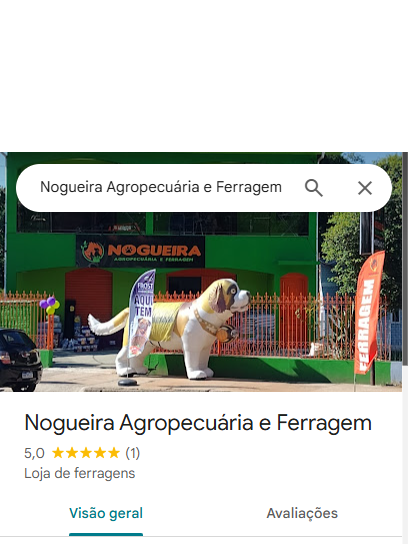 Nogueira Agropecuária e Ferragem
NOGUEIRA
AGROPECUÁRIA E FERRAGEM
FROST
AQUI
TEM
FERRAGEM
Nogueira Agropecuária e Ferragem
5,0 (1)
Loja de ferragens
Visão geral
Avaliações